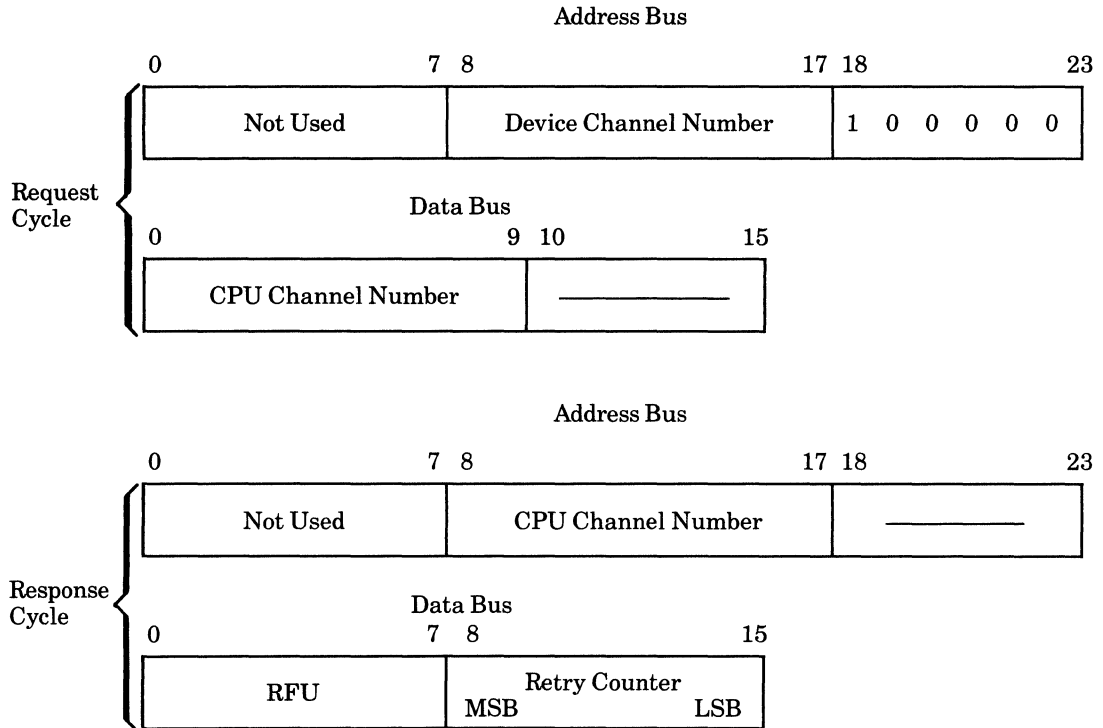 Address Bus
0 7 8 17 18 23
Not Used Device Channel Number 1 0 0 0 0 0
Request
Cycle
Data Bus
0 9 10 15
CPU Channel Number
Address Bus
0 7 8 17 18 23
Not Used CPU Channel Number
Response
Cycle
Data Bus
0 7 8 15
RFU Retry Counter
MSB LSB